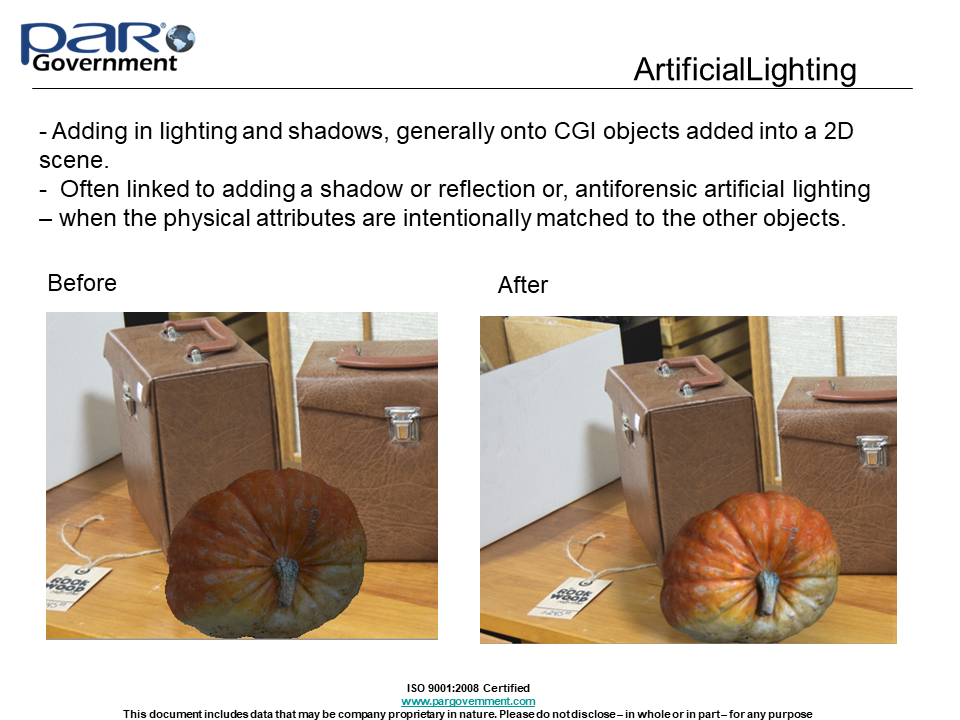 PAR®
Government
ArtificialLighting
- Adding in lighting and shadows, generally onto CGI objects added into a 2D
scene.
- Often linked to adding a shadow or reflection or, antiforensic artificial lighting
– when the physical attributes are intentionally matched to the other objects.
Before
After
ROOK
WOOD
ROOK
WOOD
ISO 9001:2008 Certified
www.pargovernment.com
This document includes data that may be company proprietary in nature. Please do not disclose – in whole or in part – for any purpose